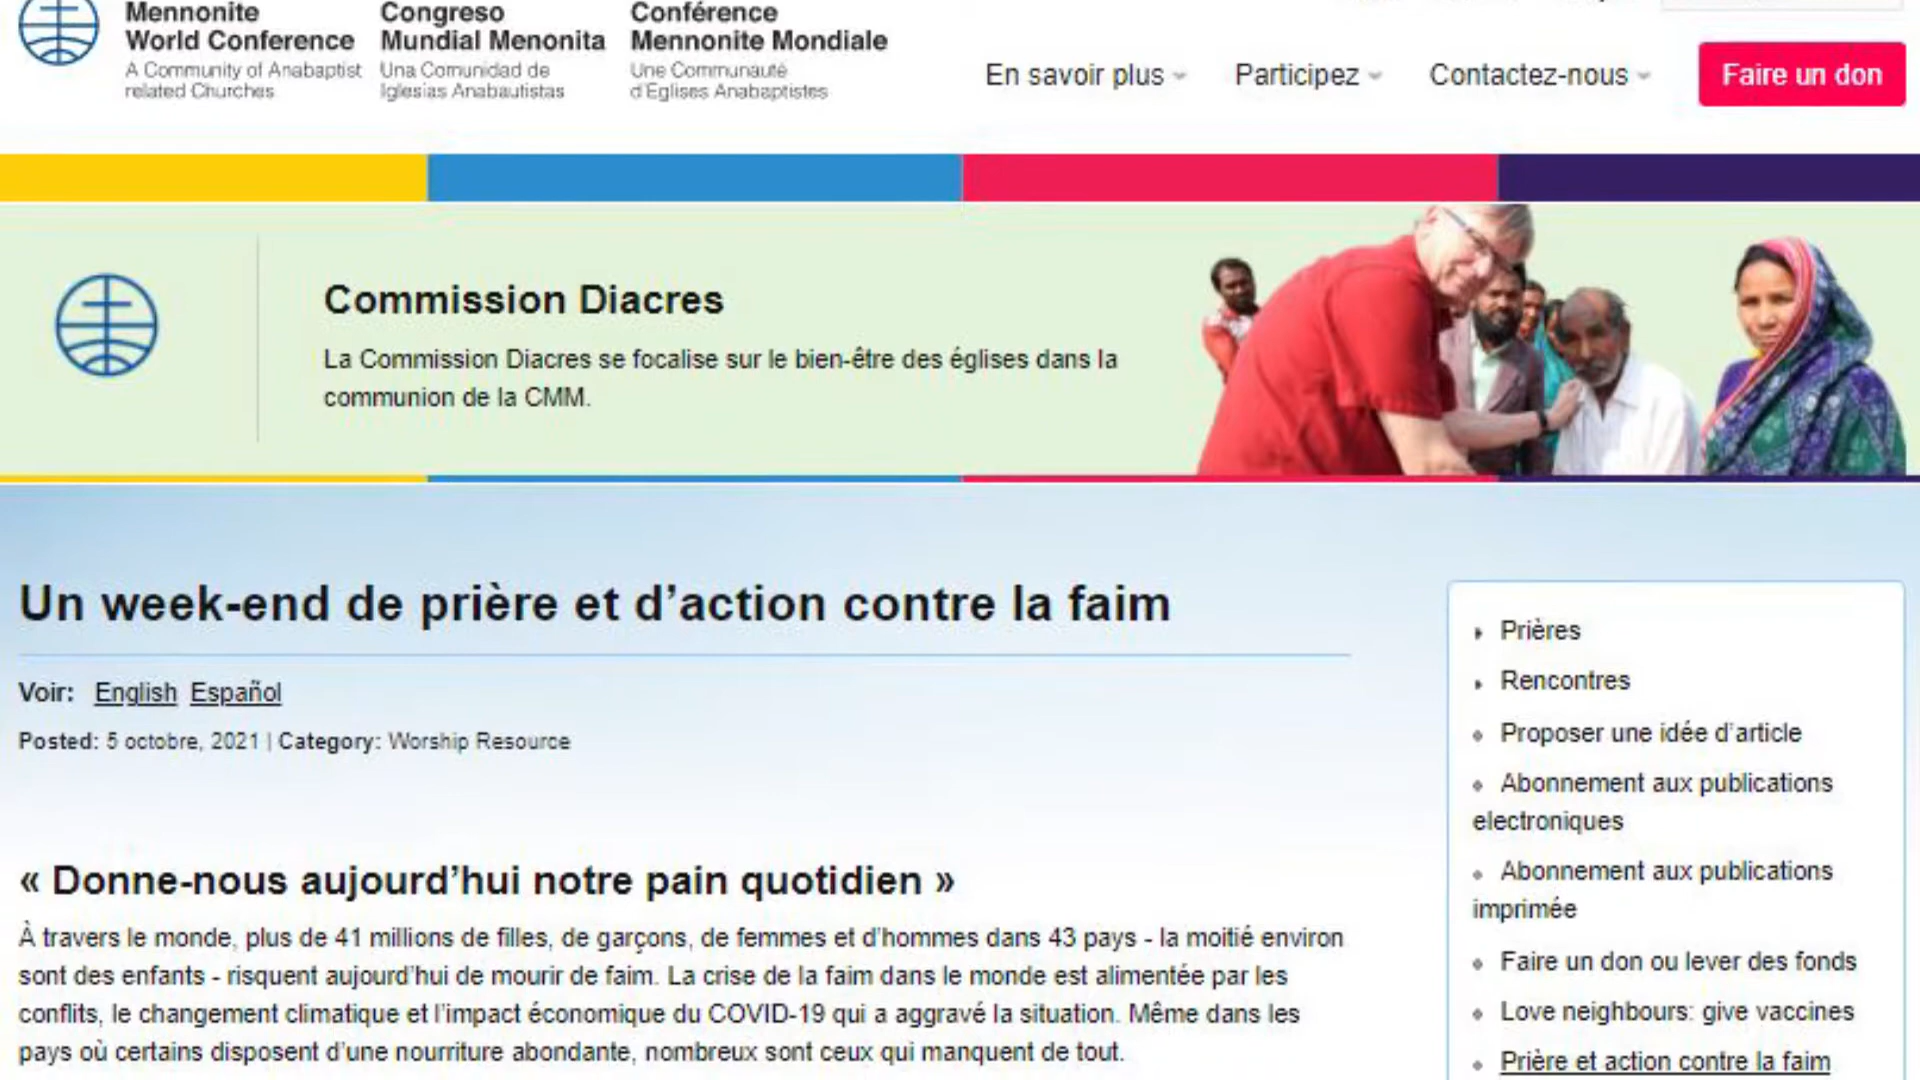 Mennonite
World Conference
A Community of Anabaptist
related Churches
Congreso
Mundial Menonita
Una Comunidad de
Iglesias Anabautistas
Conférence
Mennonite Mondiale
Une Communauté
d'Eglises Anabaptistes
En savoir plus
Participez
Contactez-nous
Faire un don
Commission Diacres
La Commission Diacres se focalise sur le bien-être des églises dans la
communion de la CMM.
Un week-end de prière et d’action contre la faim
Voir: English Español
Posted: 5 octobre, 2021 | Category: Worship Resource
« Donne-nous aujourd’hui notre pain quotidien »
À travers le monde, plus de 41 millions de filles, de garçons, de femmes et d’hommes dans 43 pays - la moitié environ
sont des enfants - risquent aujourd’hui de mourir de faim. La crise de la faim dans le monde est alimentée par les
conflits, le changement climatique et l’impact économique du COVID-19 qui a aggravé la situation. Même dans les
pays où certains disposent d’une nourriture abondante, nombreux sont ceux qui manquent de tout.
Prières
Rencontres
Proposer une idée d’article
Abonnement aux publications
electroniques
Abonnement aux publications
imprimée
Faire un don ou lever des fonds
Love neighbours: give vaccines
Prière et action contre la faim